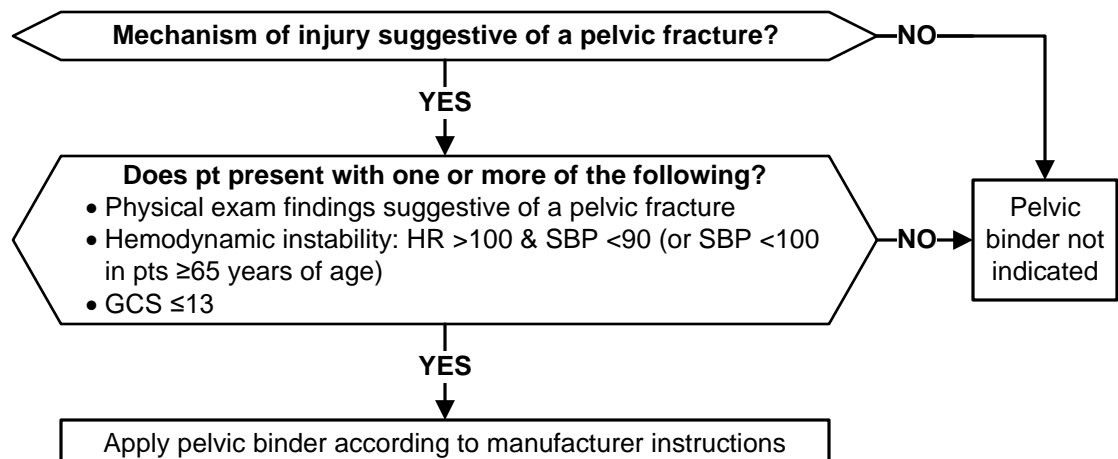 Mechanism of injury suggestive of a pelvic fracture?
NO
YES
Does pt present with one or more of the following?
• Physical exam findings suggestive of a pelvic fracture
• Hemodynamic instability: HR >100 & SBP <90 (or SBP <100
in pts ≥65 years of age)
• GCS ≤13
NO
Pelvic
binder not
indicated
YES
Apply pelvic binder according to manufacturer instructions